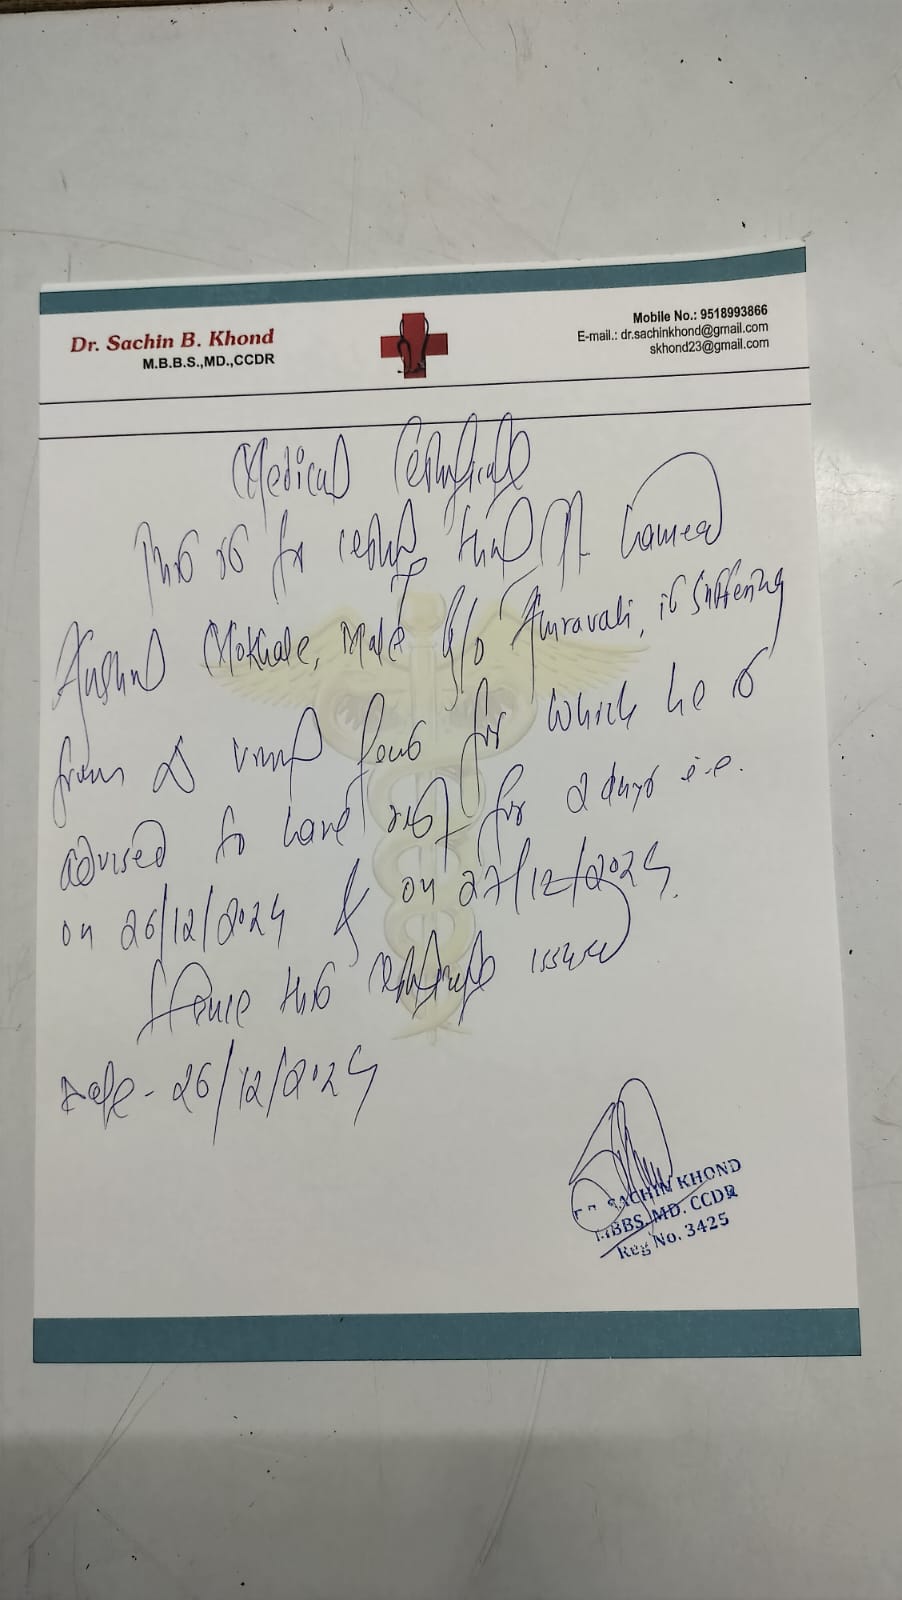 Dr. Sachin B. Khond
M.B.B.S.,MD.,CCDR
Mobile No.: 9518993866
E-mail.: dr.sachinkhond@gmail.com
skhond23@gmail.com
Medical Certificate
This is to certify that Pt named
Mokhale, Male R/o Amravati, is suffering
from viral fever for which he is
advised to have rest for 2 days i.e.
on 26/12/2024 & on 27/12/2024.
Hence this certificate issued
Date - 26/12/2024
SACHIN KHOND
MBBS. MD. CCDR
Reg No. 3425